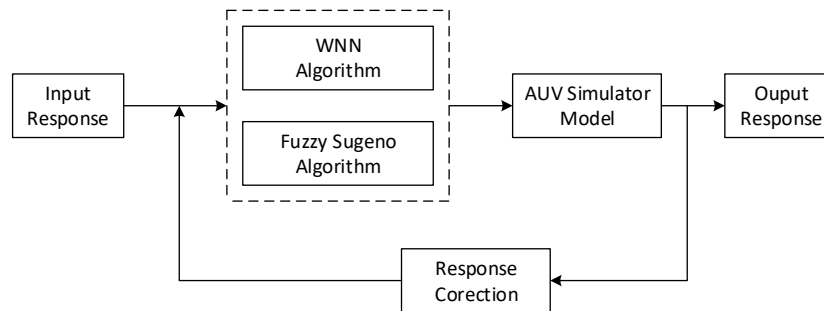 WNN
Algorithm
Input
Response
AUV Simulator
Model
Ouput
Response
Fuzzy Sugeno
Algorithm
Response
Corection